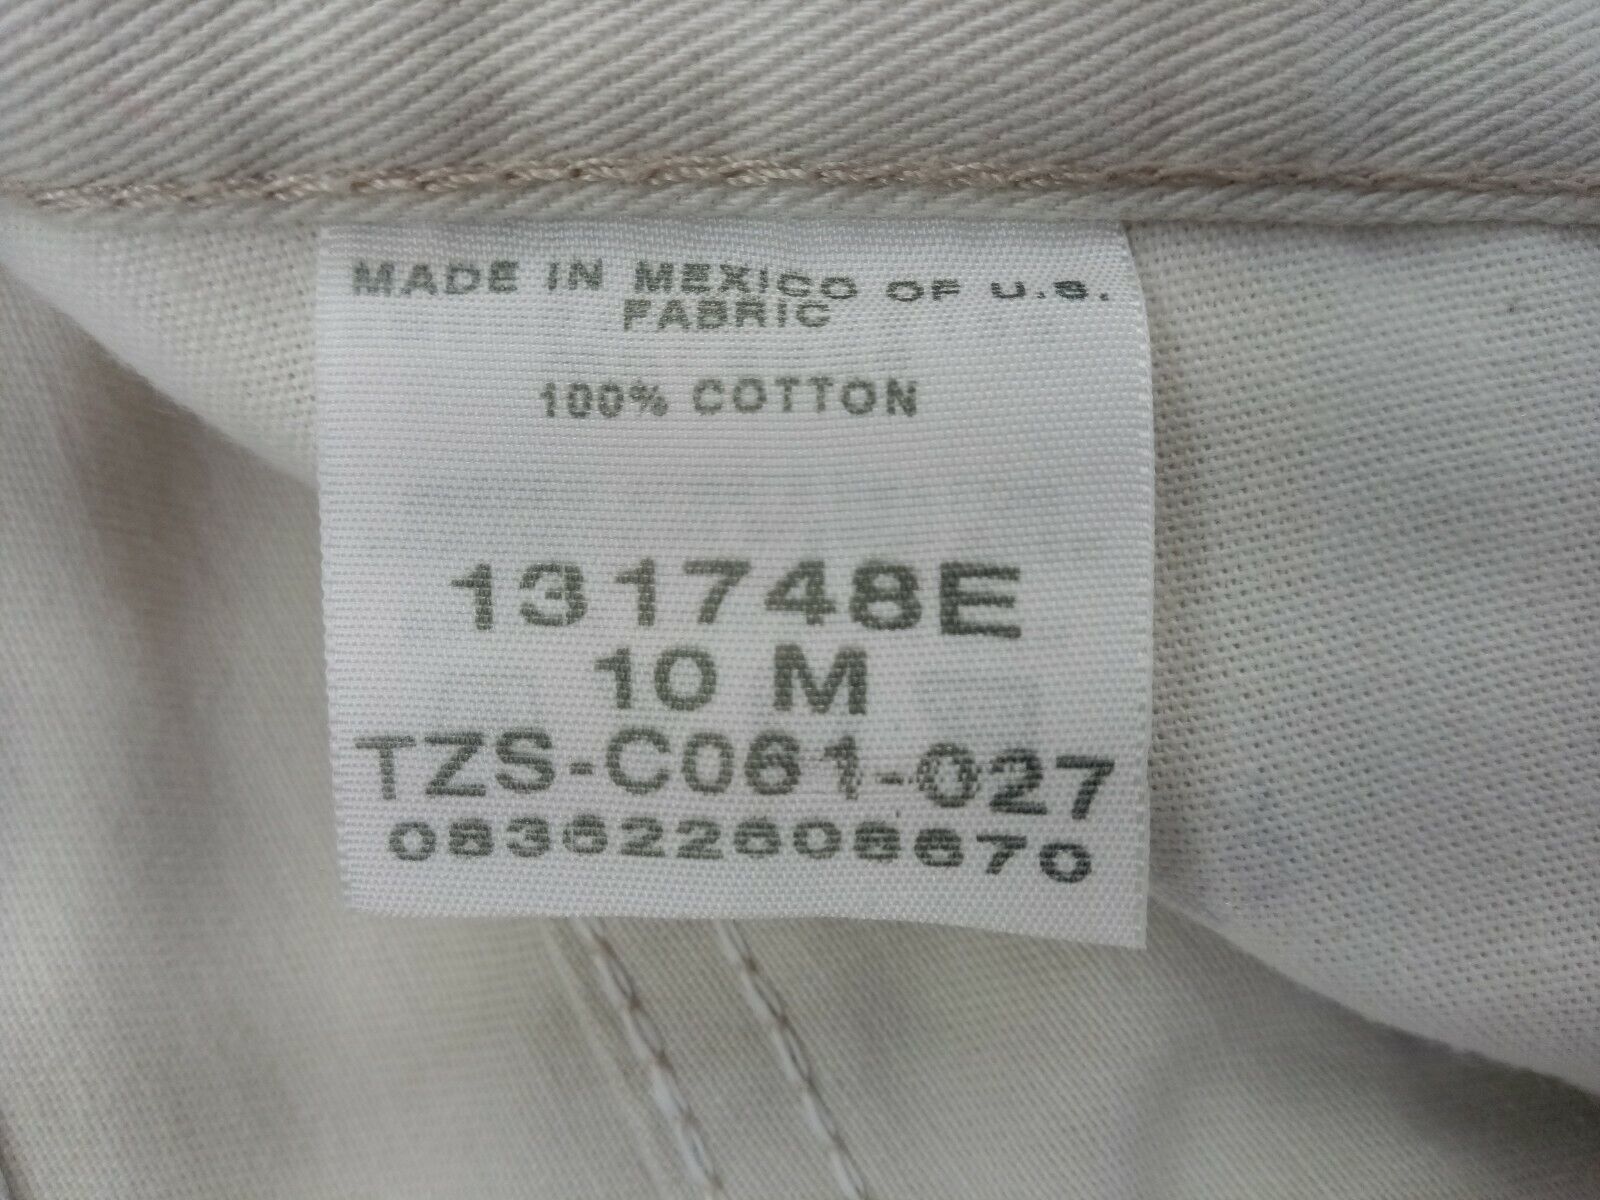 MADE IN MEXICO OF U.S.
FABRIC
100% COTTON
131748E
10 M
TZS-C061-027
083622608670